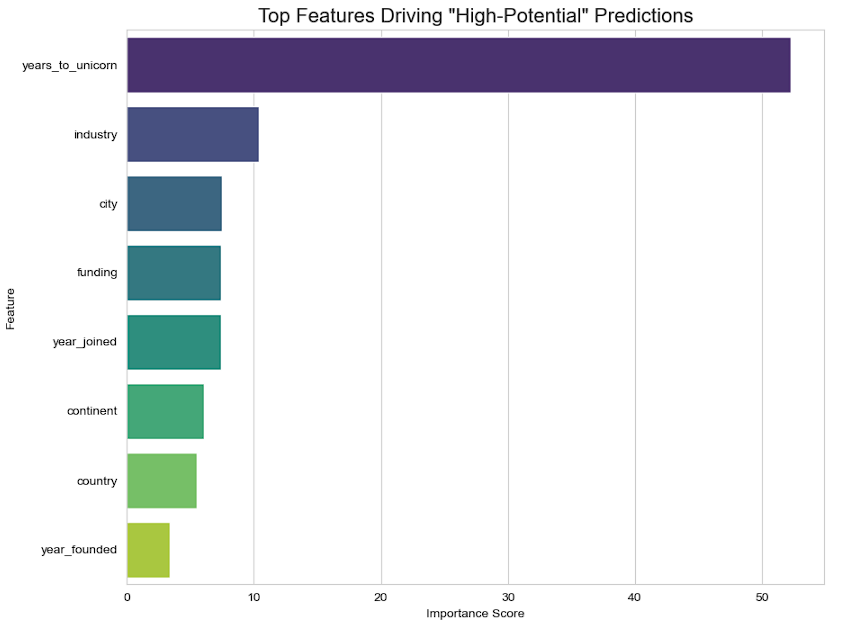 Top Features Driving "High-Potential" Predictions
years_to_unicorn
industry
city
funding
year_joined
continent
country
year_founded
Feature
0 10 20 30 40 50
Importance Score